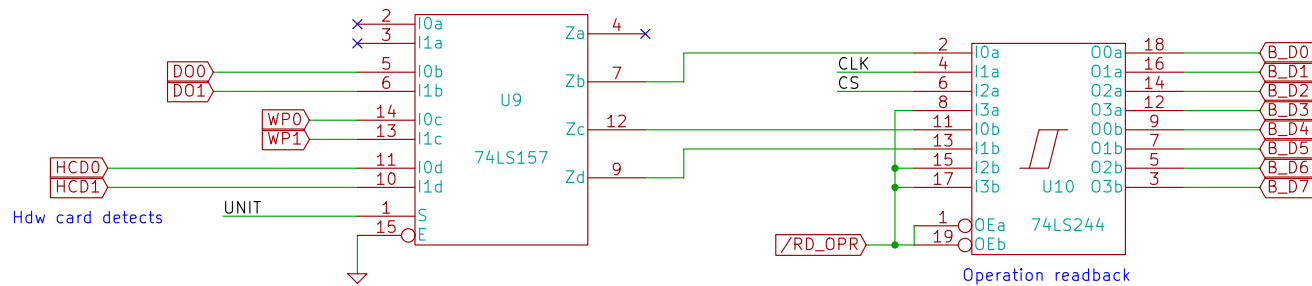 2 I0a
3 I1a
Za 4
DO0 5 I0b
DO1 6 I1b
Zb 7
U9
WP0 14 I0c
WP1 13 I1c
Zc 12
74LS157
HCD0 11 I0d
HCD1 10 I1d
Zd 9
Hdw card detects
UNIT 1 S
15 E
2 I0a O0a 18 B_D0
CLK 4 I1a O1a 16 B_D1
CS 6 I2a O2a 14 B_D2
8 I3a O3a 12 B_D3
11 I0b O0b 9 B_D4
13 I1b O1b 7 B_D5
15 I2b O2b 5 B_D6
17 I3b O3b 3 B_D7
U10
1 OEa
74LS244
/RD_OPR 19 OEb
Operation readback